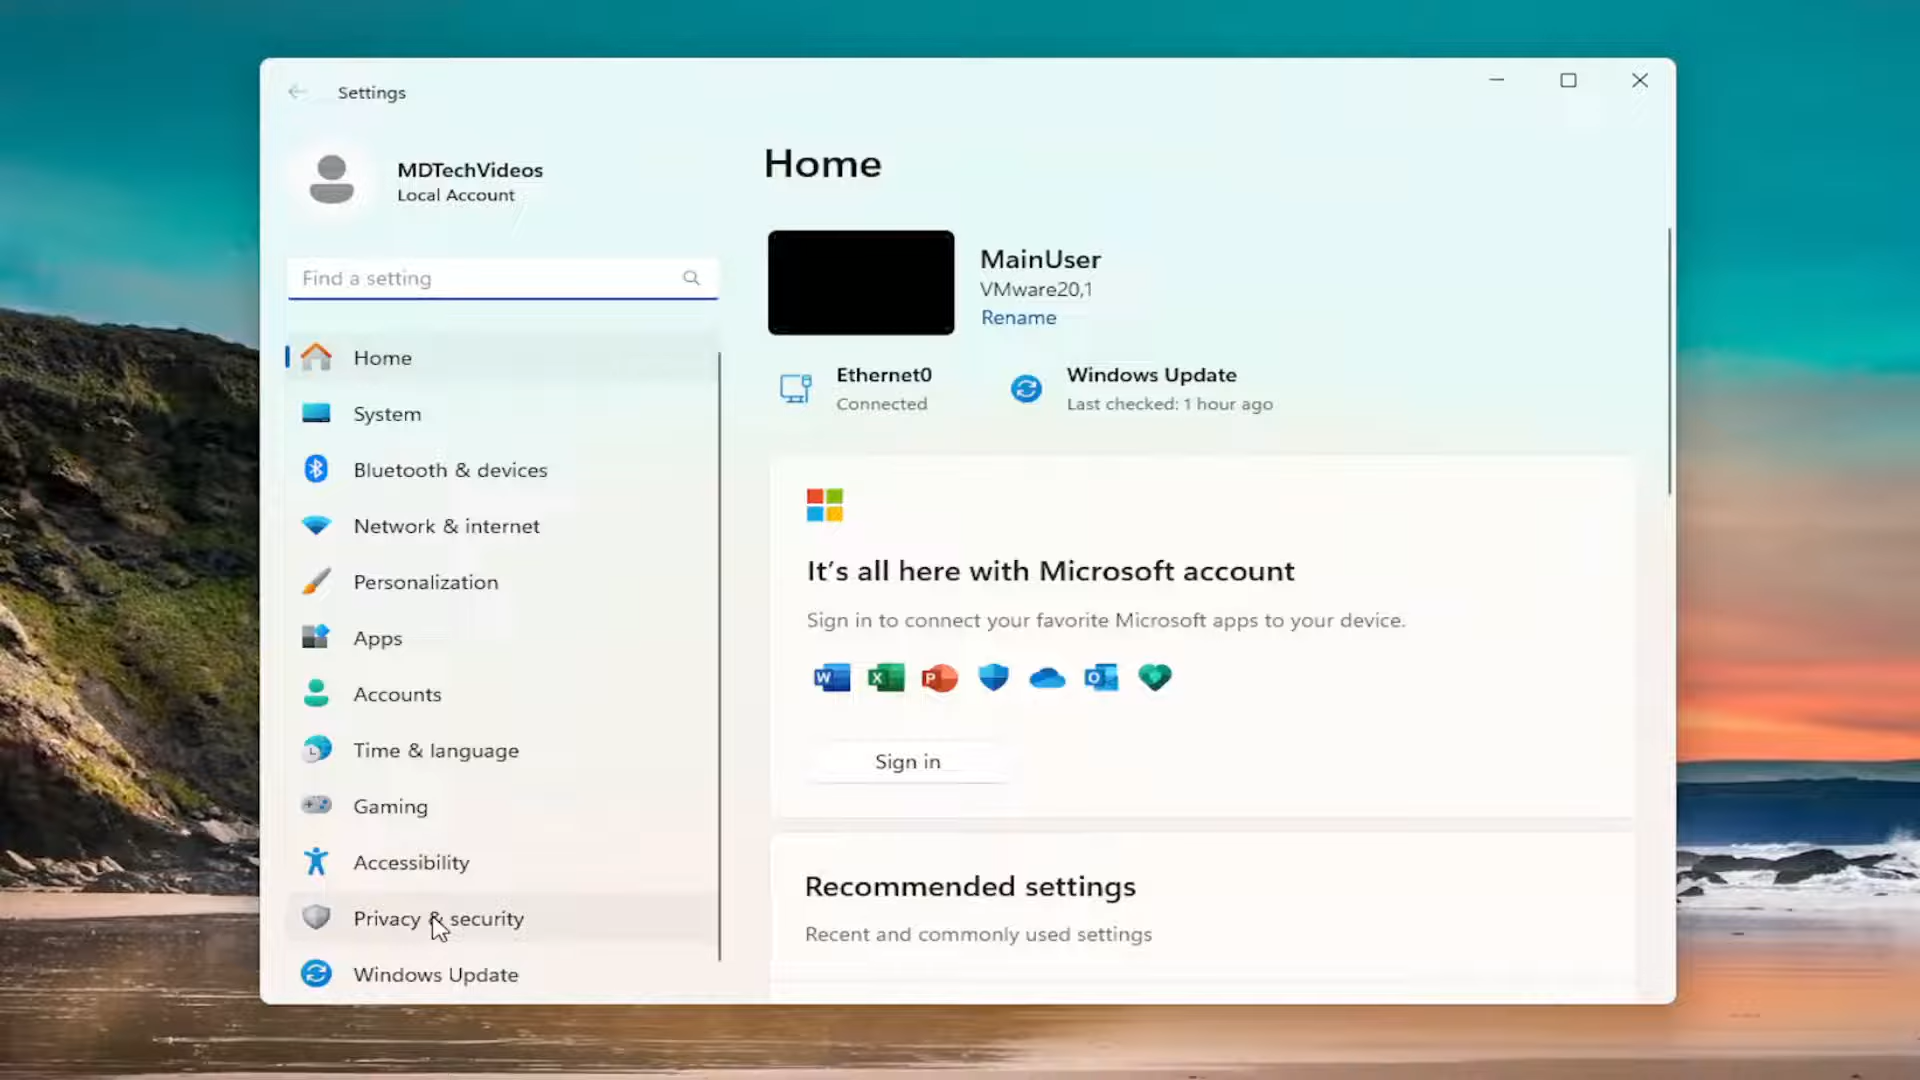 Settings
MDTechVideos
Local Account
Find a setting
Home
System
Bluetooth & devices
Network & internet
Personalization
Apps
Accounts
Time & language
Gaming
Accessibility
Privacy & security
Windows Update
Home
MainUser
VMware20,1
Rename
Ethernet0
Connected
Windows Update
Last checked: 1 hour ago
It's all here with Microsoft account
Sign in to connect your favorite Microsoft apps to your device.
W X P O
Sign in
Recommended settings
Recent and commonly used settings